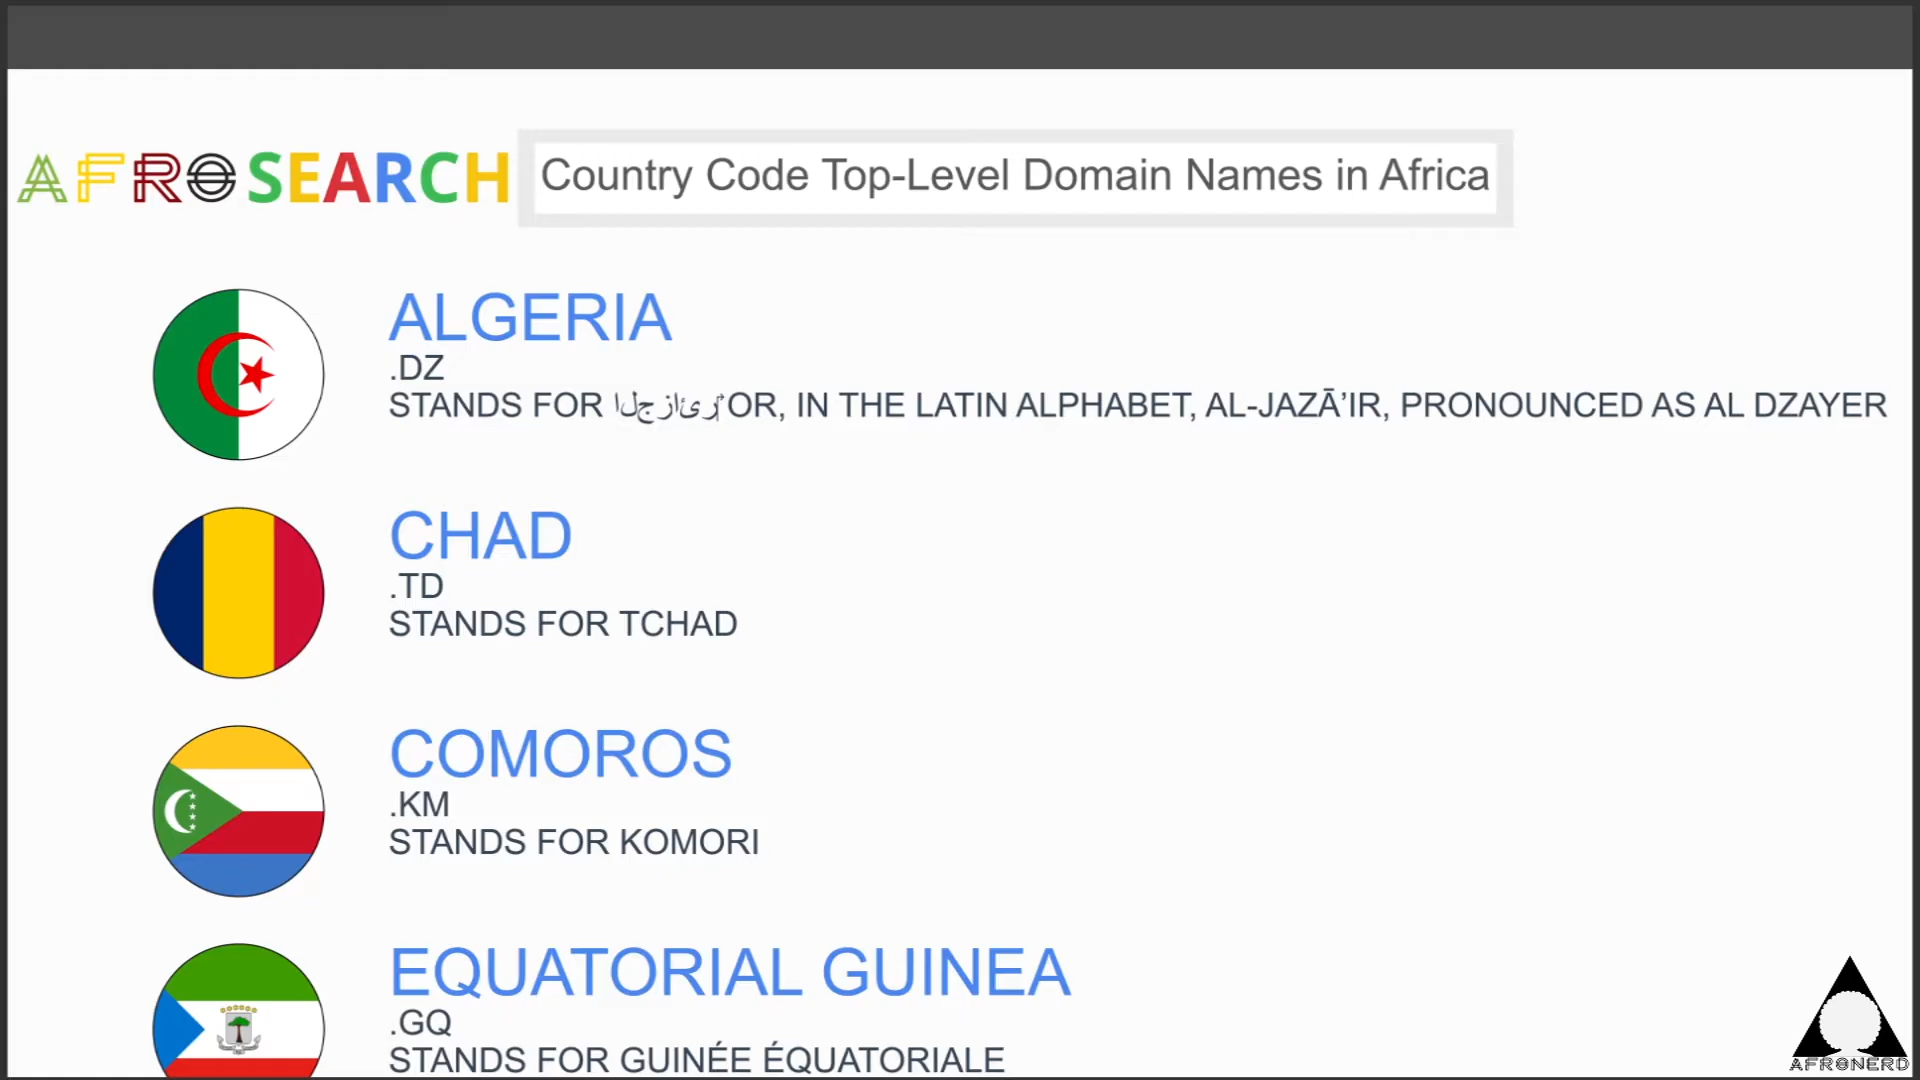 AFROSEARCH Country Code Top-Level Domain Names in Africa
ALGERIA
.DZ
STANDS FOR الجزائر OR, IN THE LATIN ALPHABET, AL-JAZĀ’IR, PRONOUNCED AS AL DZAYER
CHAD
.TD
STANDS FOR TCHAD
COMOROS
.KM
STANDS FOR KOMORI
EQUATORIAL GUINEA
.GQ
STANDS FOR GUINÉE ÉQUATORIALE
AFRONERD